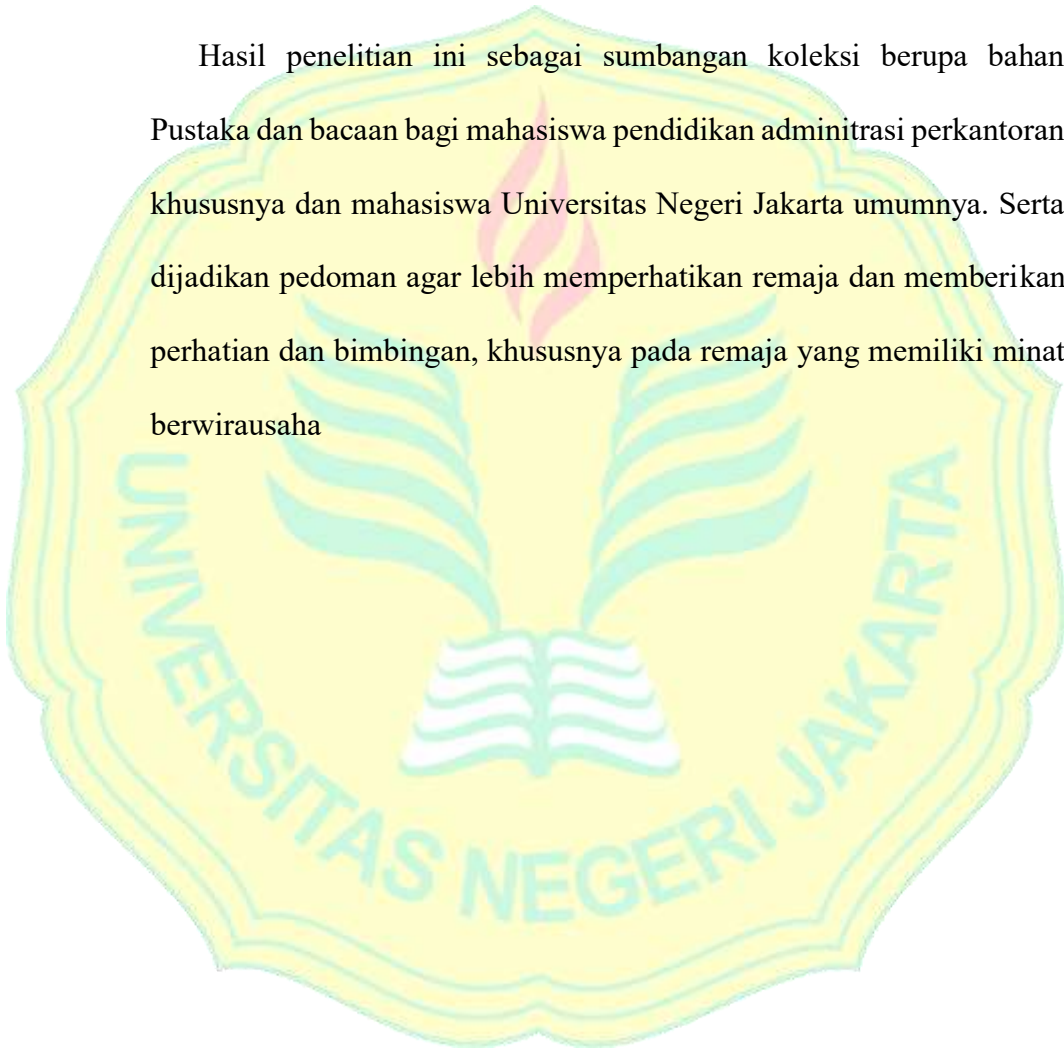 Hasil penelitian ini sebagai sumbangan koleksi berupa bahan
Pustaka dan bacaan bagi mahasiswa pendidikan adminitrasi perkantoran
khususnya dan mahasiswa Universitas Negeri Jakarta umumnya. Serta
dijadikan pedoman agar lebih memperhatikan remaja dan memberikan
perhatian dan bimbingan, khususnya pada remaja yang memiliki minat
berwirausaha
UNIVERSITAS NEGERI JAKARTA